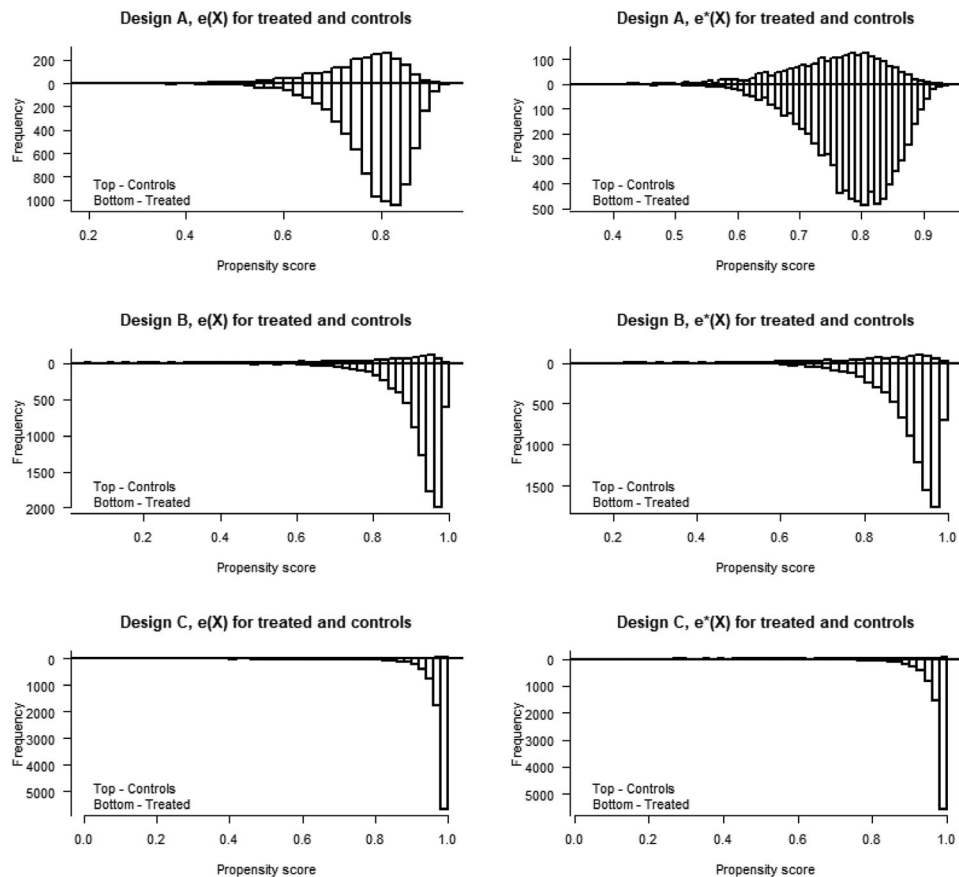 Design A, e(X) for treated and controls
Frequency
200
0
200
400
600
800
1000
Top - Controls
Bottom - Treated
0.2 0.4 0.6 0.8
Propensity score
Design A, e*(X) for treated and controls
Frequency
100
0
100
200
300
400
500
Top - Controls
Bottom - Treated
0.4 0.5 0.6 0.7 0.8 0.9
Propensity score
Design B, e(X) for treated and controls
Frequency
0
500
1000
1500
2000
Top - Controls
Bottom - Treated
0.2 0.4 0.6 0.8 1.0
Propensity score
Design B, e*(X) for treated and controls
Frequency
0
500
1000
1500
Top - Controls
Bottom - Treated
0.2 0.4 0.6 0.8 1.0
Propensity score
Design C, e(X) for treated and controls
Frequency
0
1000
2000
3000
4000
5000
Top - Controls
Bottom - Treated
0.0 0.2 0.4 0.6 0.8 1.0
Propensity score
Design C, e*(X) for treated and controls
Frequency
0
1000
2000
3000
4000
5000
Top - Controls
Bottom - Treated
0.0 0.2 0.4 0.6 0.8 1.0
Propensity score